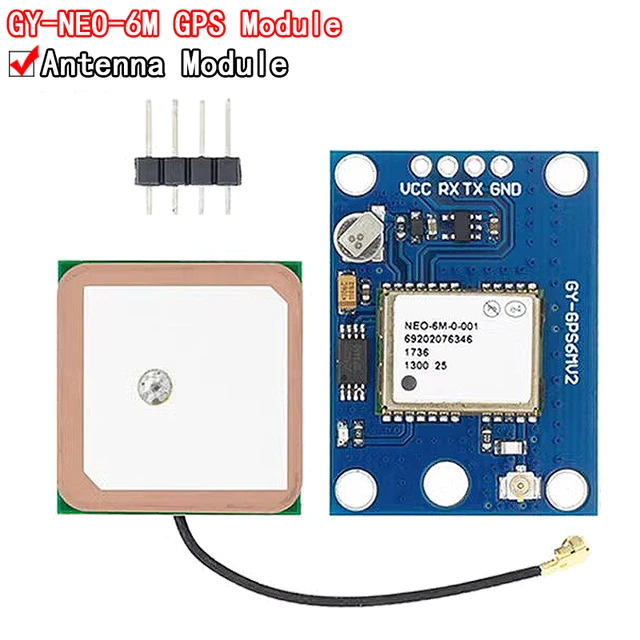 GY-NEO-6M GPS Module
Antenna Module
VCC RX TX GND
GY-GPS6MV2
NEO-6M-0-001
69202076346
1736
1300 25